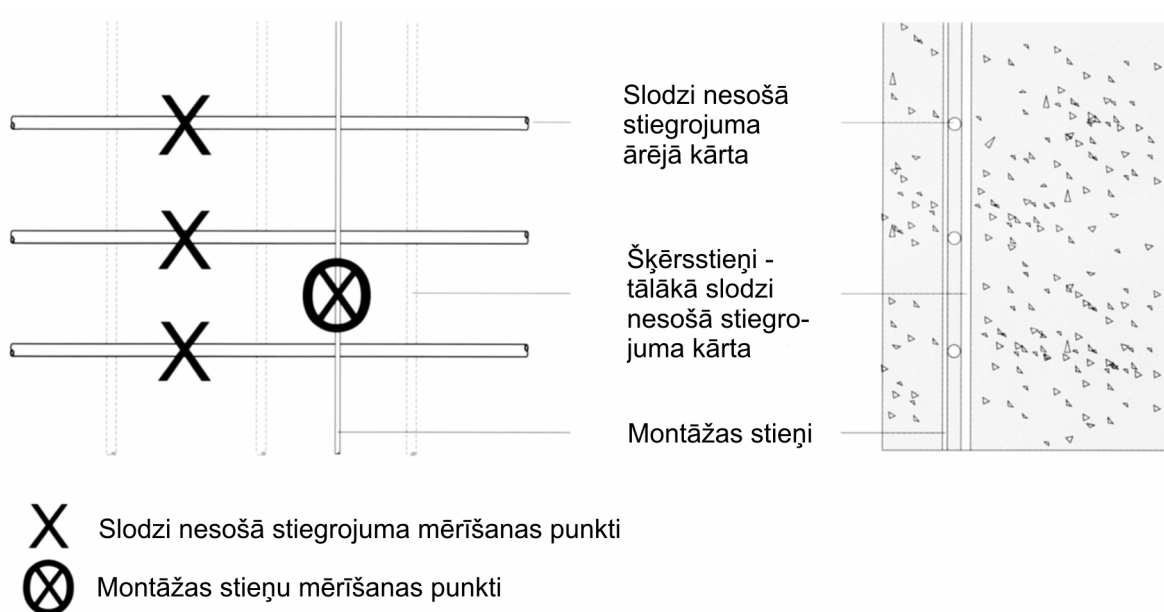 Slodzi nesošā
stiegrojuma
ārējā kārta
Šķērsstieņi -
tālākā slodzi
nesošā stiegro-
juma kārta
Montāžas stieņi
X Slodzi nesošā stiegrojuma mērīšanas punkti
Montāžas stieņu mērīšanas punkti